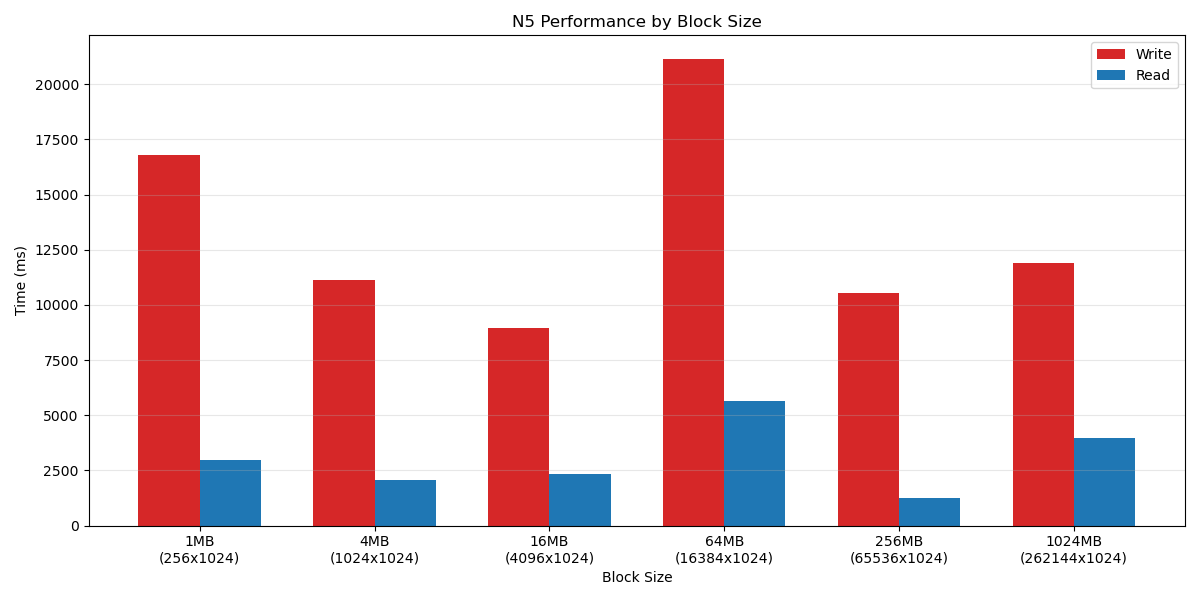 N5 Performance by Block Size
Write
Read
Time (ms)
20000
17500
15000
12500
10000
7500
5000
2500
0
1MB
(256x1024)
4MB
(1024x1024)
16MB
(4096x1024)
64MB
(16384x1024)
256MB
(65536x1024)
1024MB
(262144x1024)
Block Size